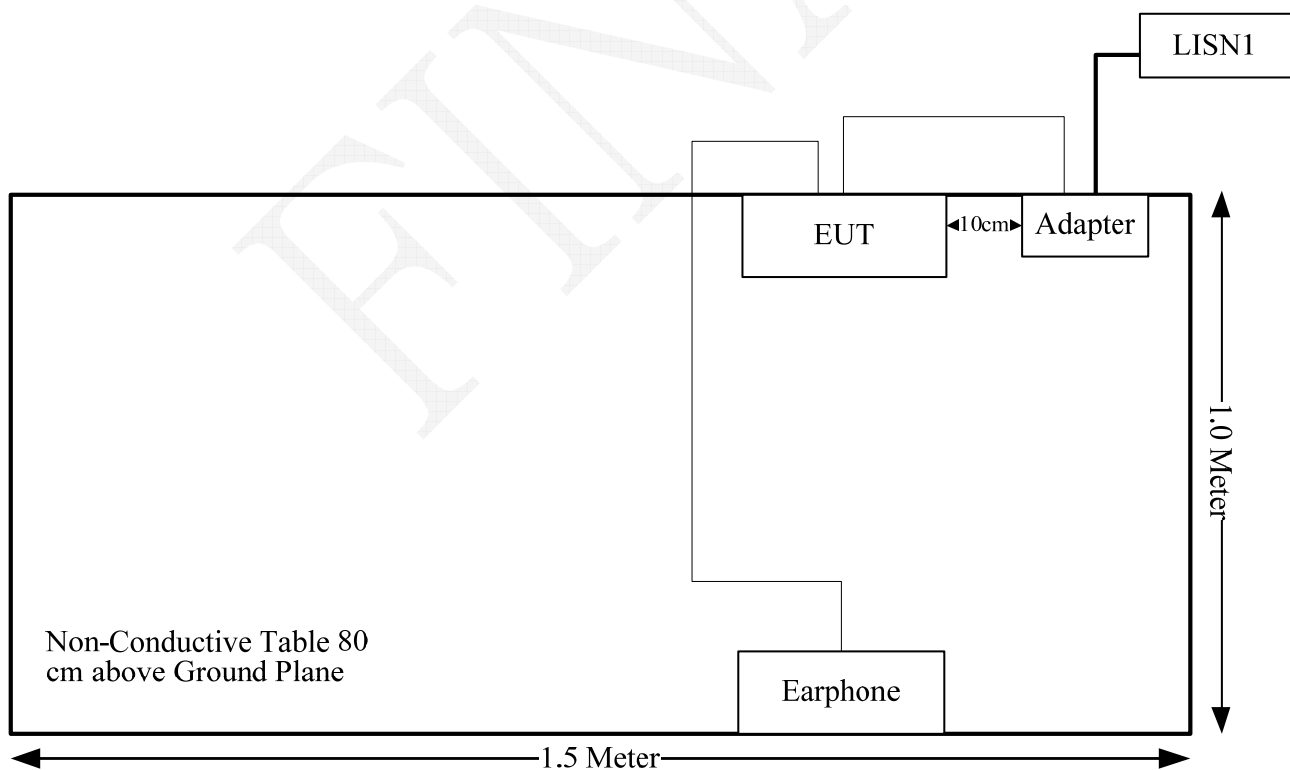 LISN1
EUT
10cm
Adapter
1.0 Meter
Non-Conductive Table 80
cm above Ground Plane
Earphone
1.5 Meter